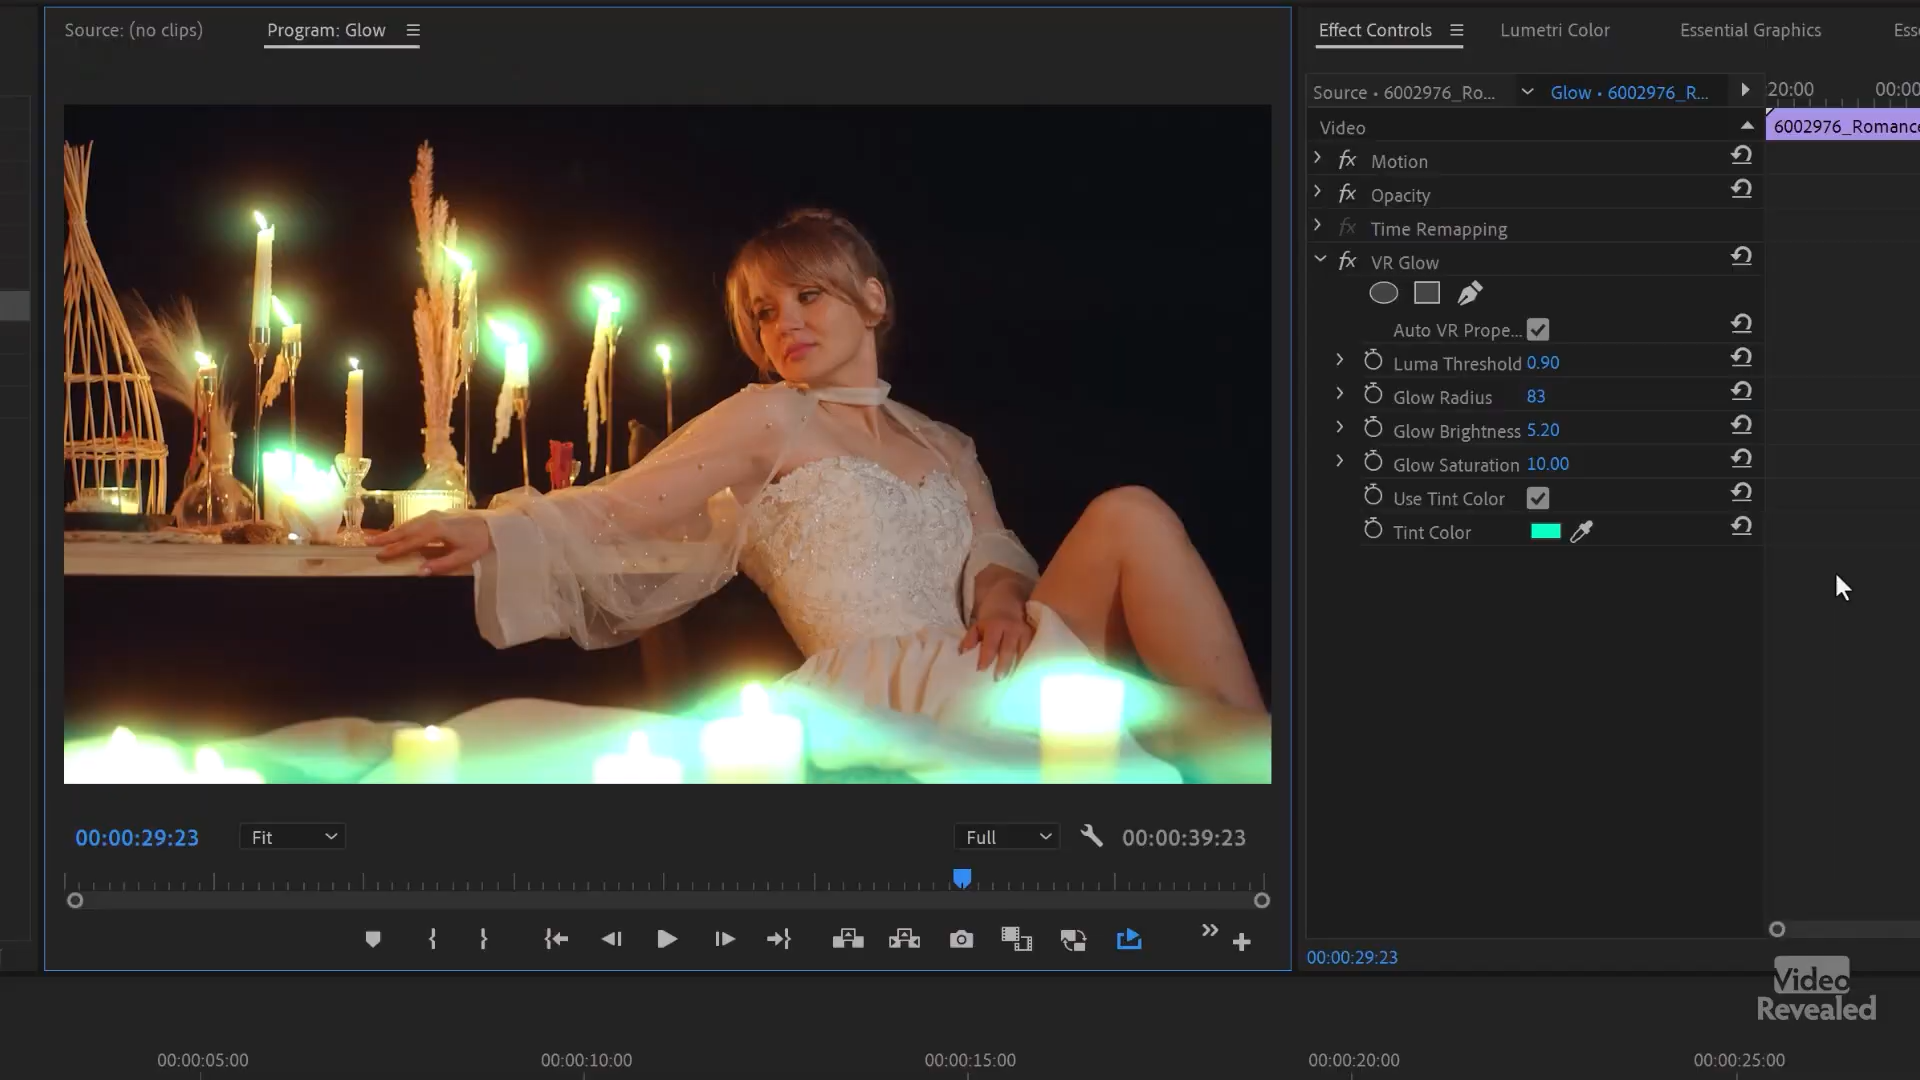 Source: (no clips)
Program: Glow
Effect Controls
Lumetri Color
Essential Graphics
Ess
Source • 6002976_Ro...
Glow • 6002976_R...
20:00
00:00
Video
6002976_Romance
fx Motion
fx Opacity
fx Time Remapping
fx VR Glow
Auto VR Prope...
Luma Threshold 0.90
Glow Radius 83
Glow Brightness 5.20
Glow Saturation 10.00
Use Tint Color
Tint Color
00:00:29:23
Fit
Full
00:00:39:23
00:00:29:23
Video
Revealed
00:00:05:00
00:00:10:00
00:00:15:00
00:00:20:00
00:00:25:00